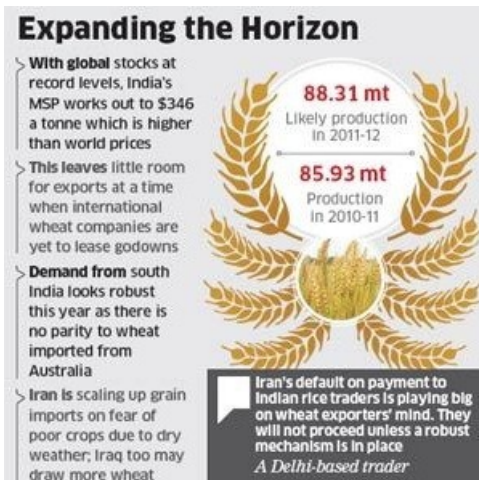 Expanding the Horizon
With global stocks at
record levels, India's
MSP works out to $346
a tonne which is higher
than world prices
This leaves little room
for exports at a time
when international
wheat companies are
yet to lease godowns
Demand from south
India looks robust
this year as there is
no parity to wheat
imported from
Australia
Iran is scaling up grain
imports on fear of
poor crops due to dry
weather; Iraq too may
draw more wheat
88.31 mt
Likely production
in 2011-12
85.93 mt
Production
in 2010-11
Iran's default on payment to
Indian rice traders is playing big
on wheat exporters' mind. They
will not proceed unless a robust
mechanism is in place
A Delhi-based trader